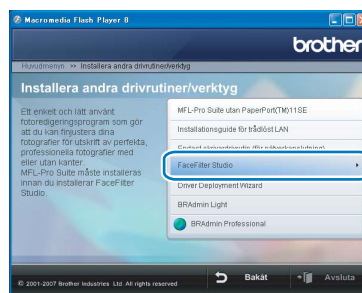 Macromedia Flash Player 8
brother
Huvudmenyn >> Installera andra drivrutiner/verktyg
Installera andra drivrutiner/verktyg
Ett enkelt och lätt använt
fotoredigeringsprogram som gör
att du kan finjustera dina
fotografier för utskrift av perfekta,
professionella fotografier med
eller utan kanter.
MFL-Pro Suite måste installeras
innan du installerar FaceFilter
Studio.
MFL-Pro Suite utan PaperPort(TM)11SE
Installationsguide för trådlöst LAN
Endast skrivardrivrutin (för nätverksanslutning)
FaceFilter Studio
Driver Deployment Wizard
BRAdmin Light
BRAdmin Professional
© 2001-2007 Brother Industries Ltd. All rights reserved
Bakåt
Avsluta